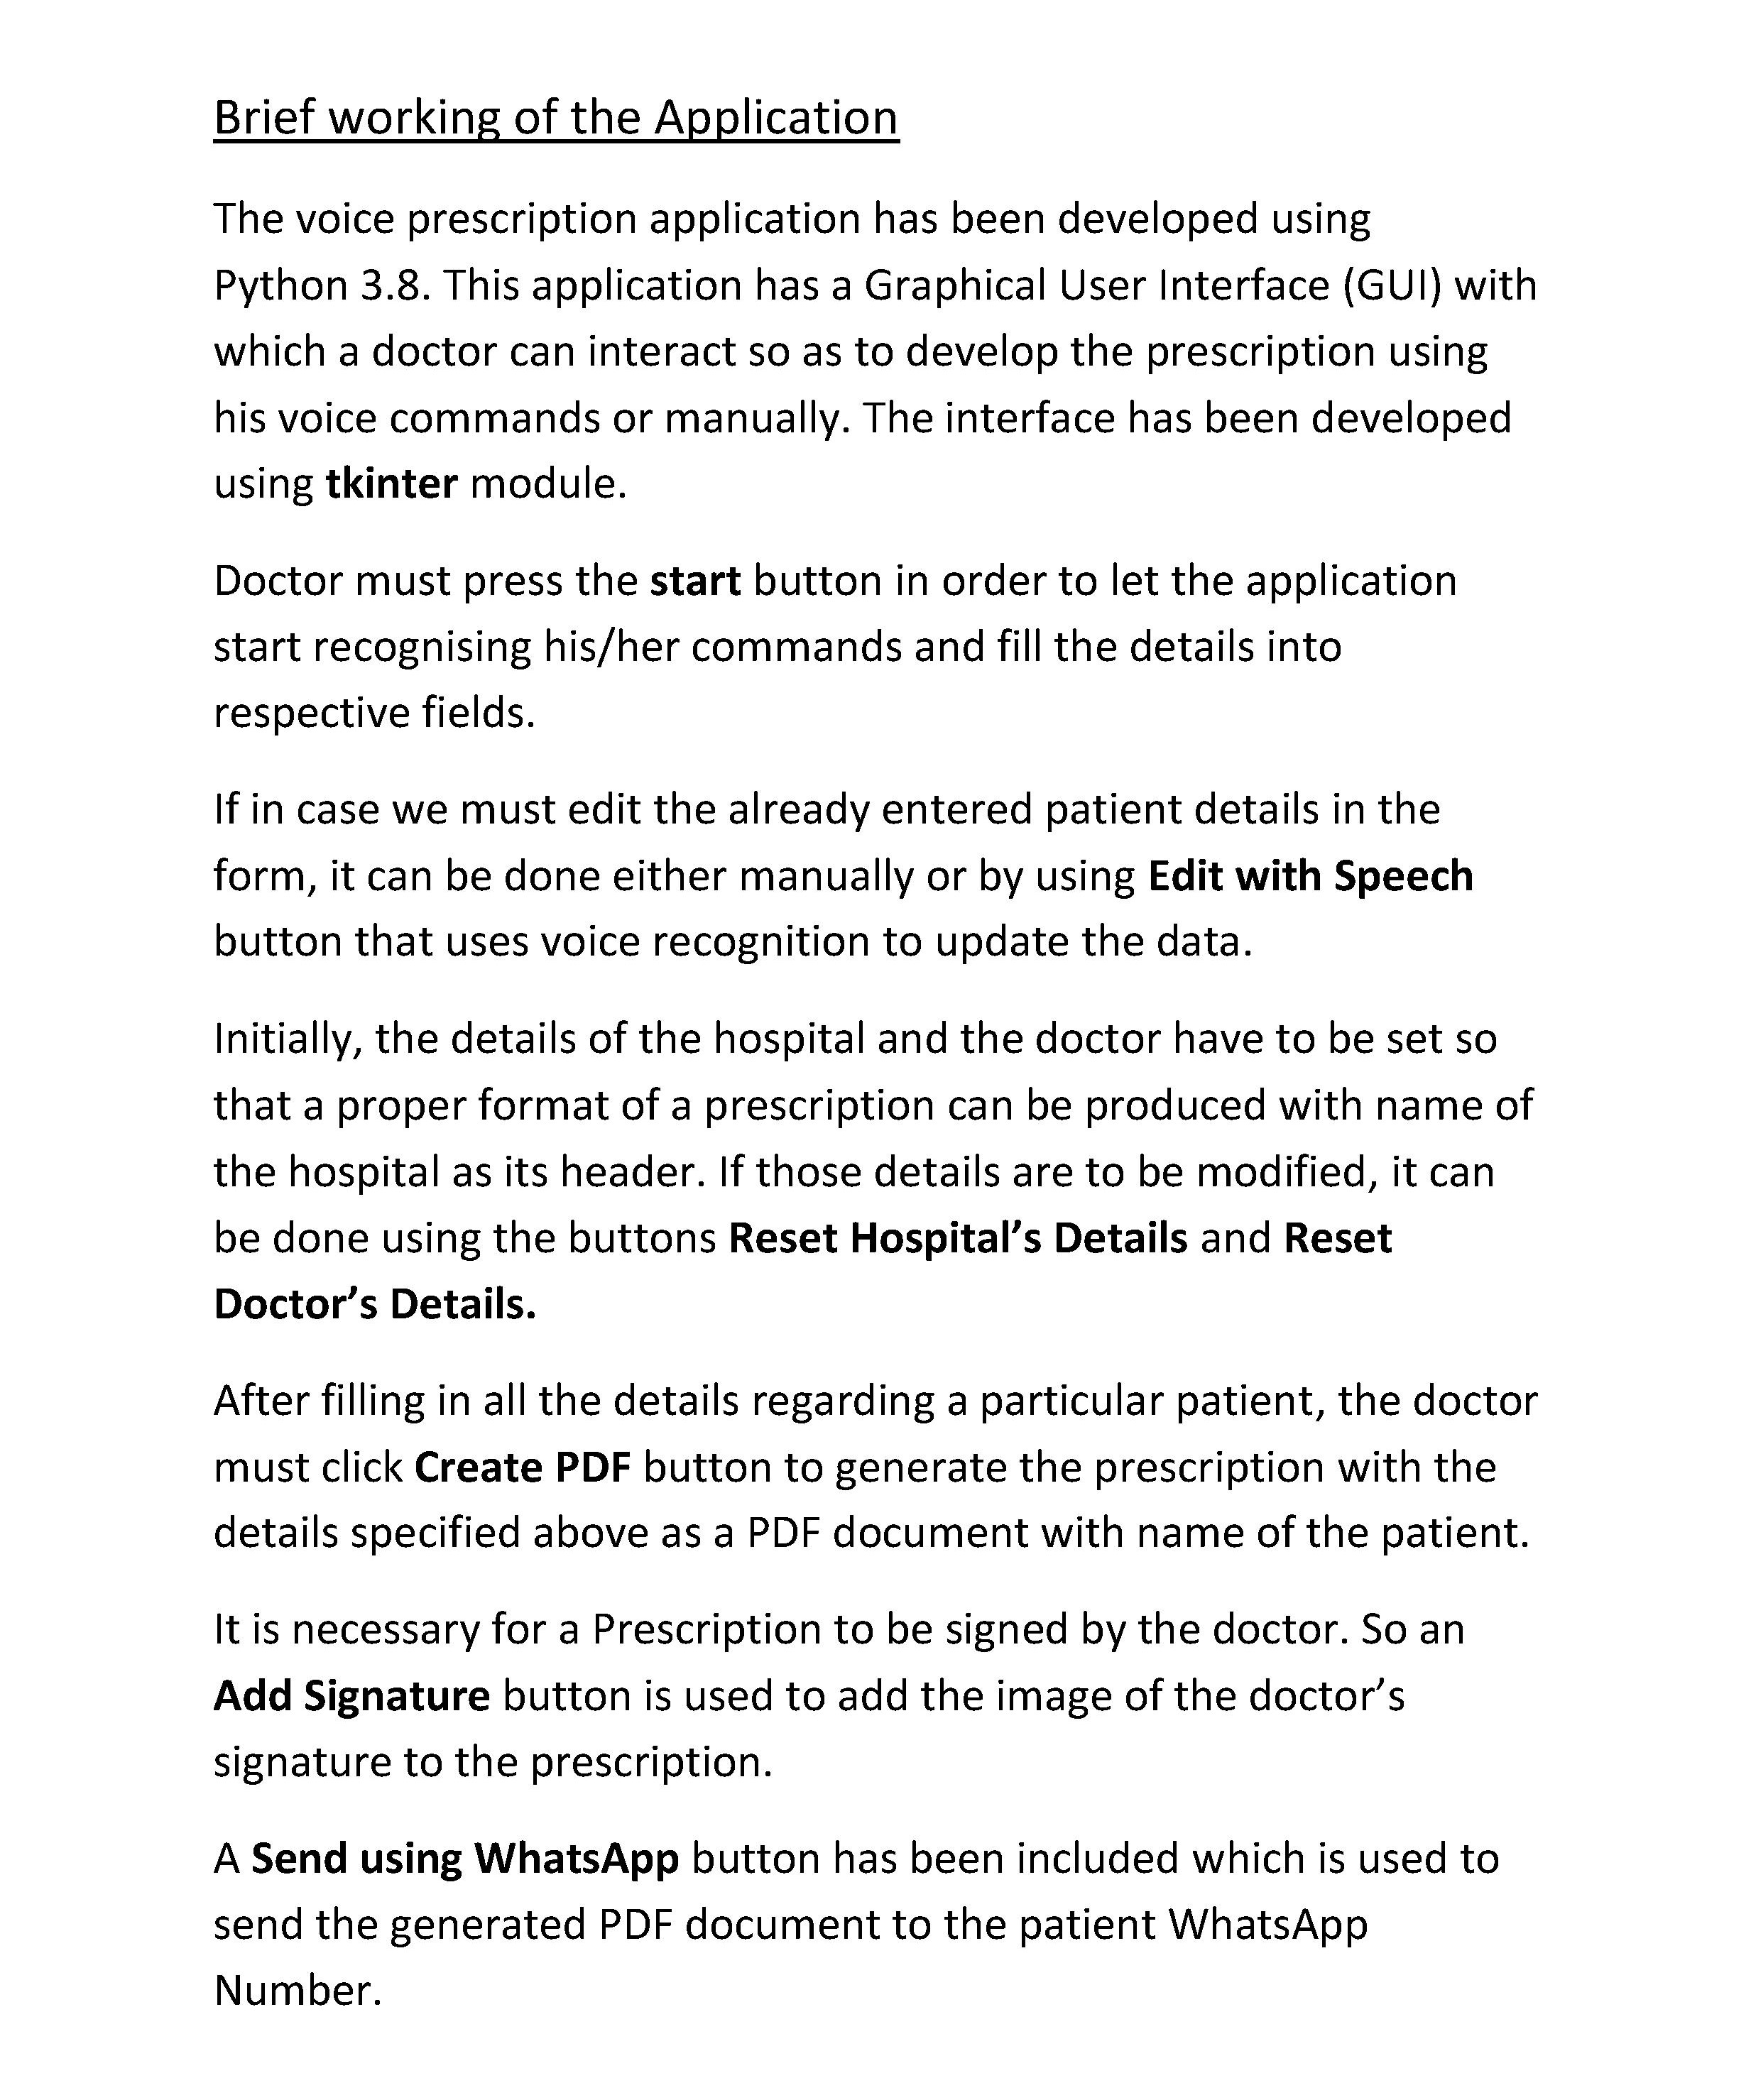 Brief working of the Application
The voice prescription application has been developed using
Python 3.8. This application has a Graphical User Interface (GUI) with
which a doctor can interact so as to develop the prescription using
his voice commands or manually. The interface has been developed
using tkinter module.
Doctor must press the start button in order to let the application
start recognising his/her commands and fill the details into
respective fields.
If in case we must edit the already entered patient details in the
form, it can be done either manually or by using Edit with Speech
button that uses voice recognition to update the data.
Initially, the details of the hospital and the doctor have to be set so
that a proper format of a prescription can be produced with name of
the hospital as its header. If those details are to be modified, it can
be done using the buttons Reset Hospital’s Details and Reset
Doctor’s Details.
After filling in all the details regarding a particular patient, the doctor
must click Create PDF button to generate the prescription with the
details specified above as a PDF document with name of the patient.
It is necessary for a Prescription to be signed by the doctor. So an
Add Signature button is used to add the image of the doctor’s
signature to the prescription.
A Send using WhatsApp button has been included which is used to
send the generated PDF document to the patient WhatsApp
Number.